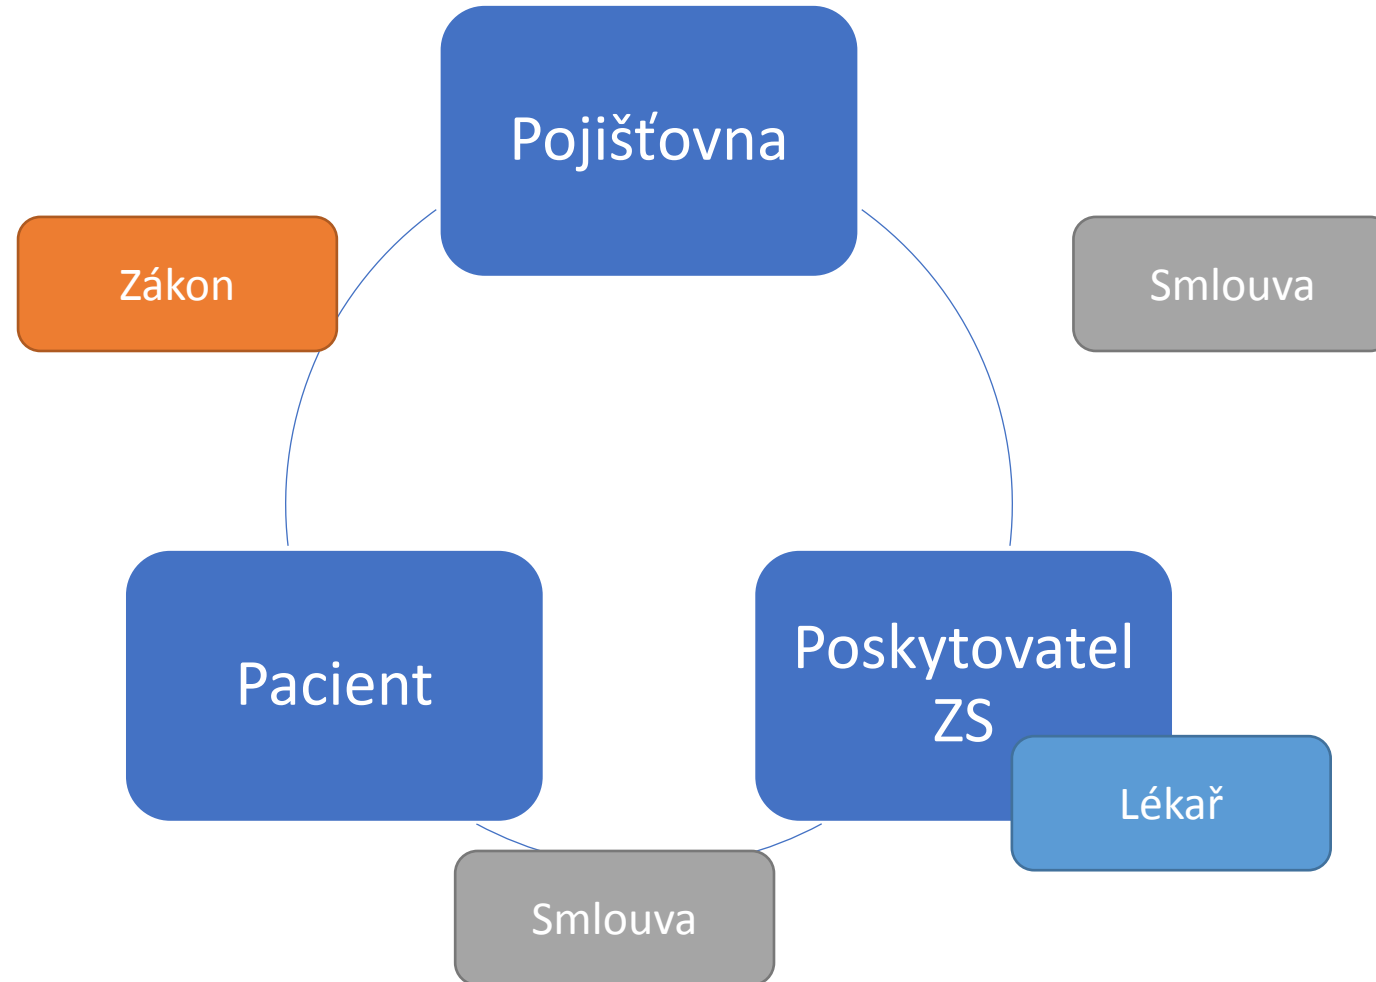 Pojišťovna
Zákon
Smlouva
Pacient
Poskytovatel
ZS
Lékař
Smlouva